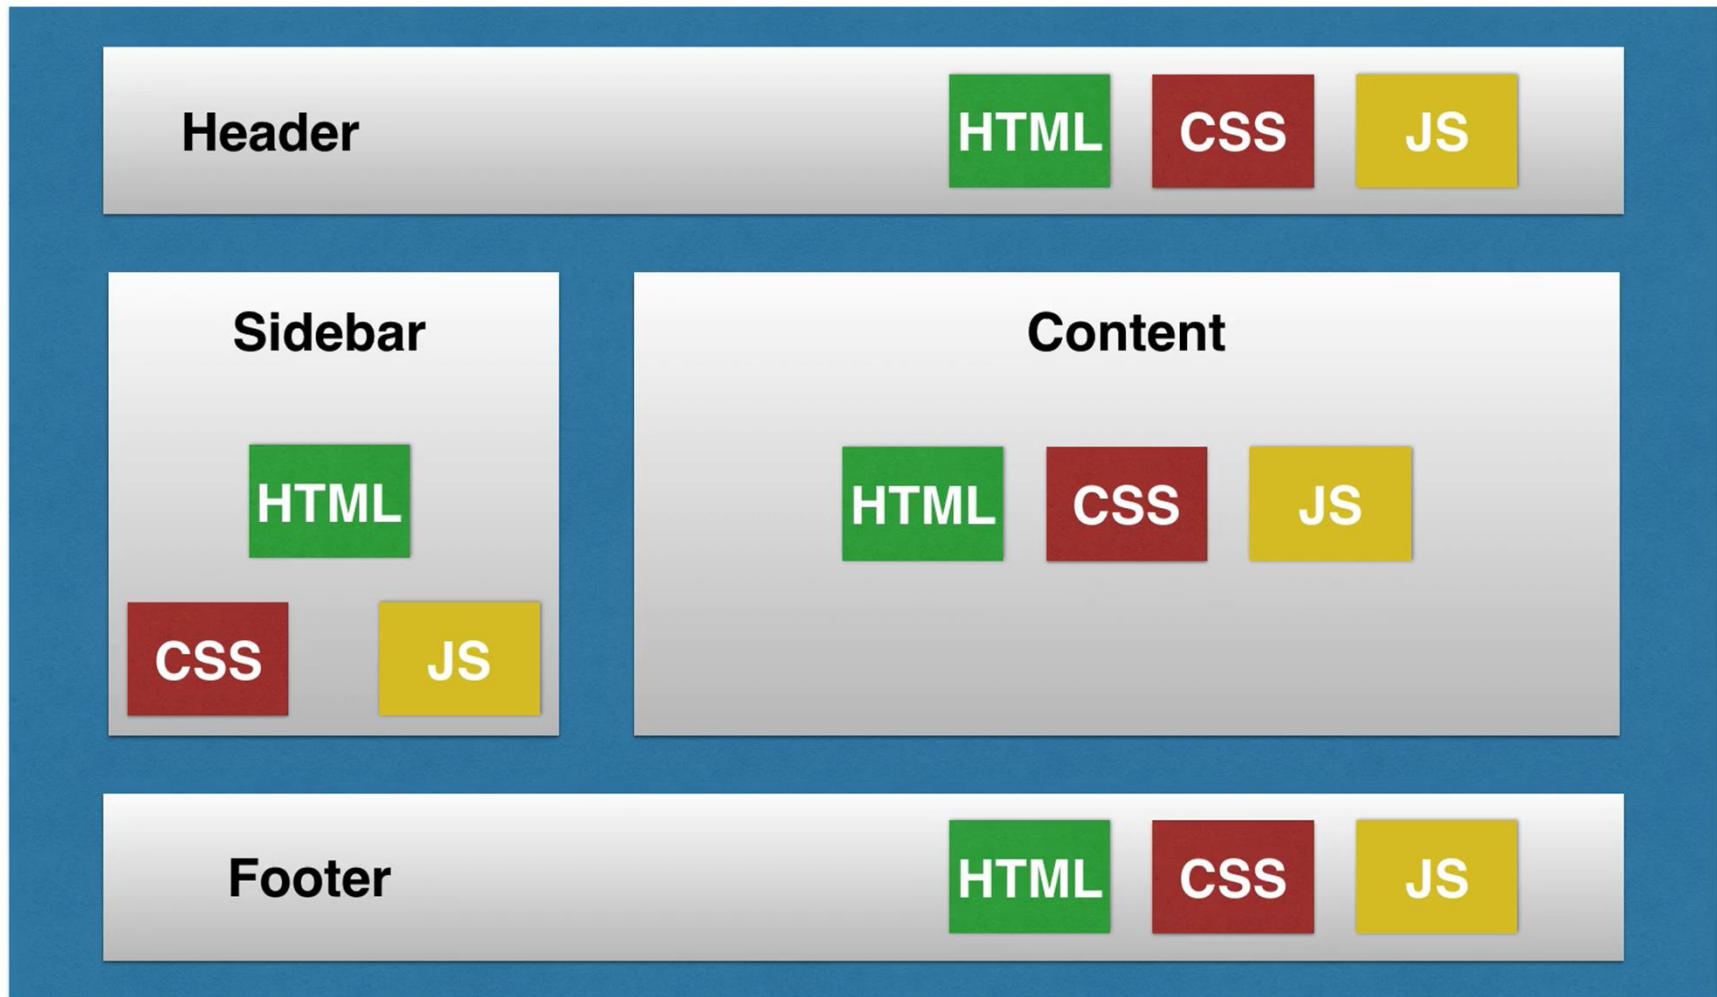 Header
HTML CSS JS
Sidebar
HTML
CSS JS
Content
HTML CSS JS
Footer
HTML CSS JS